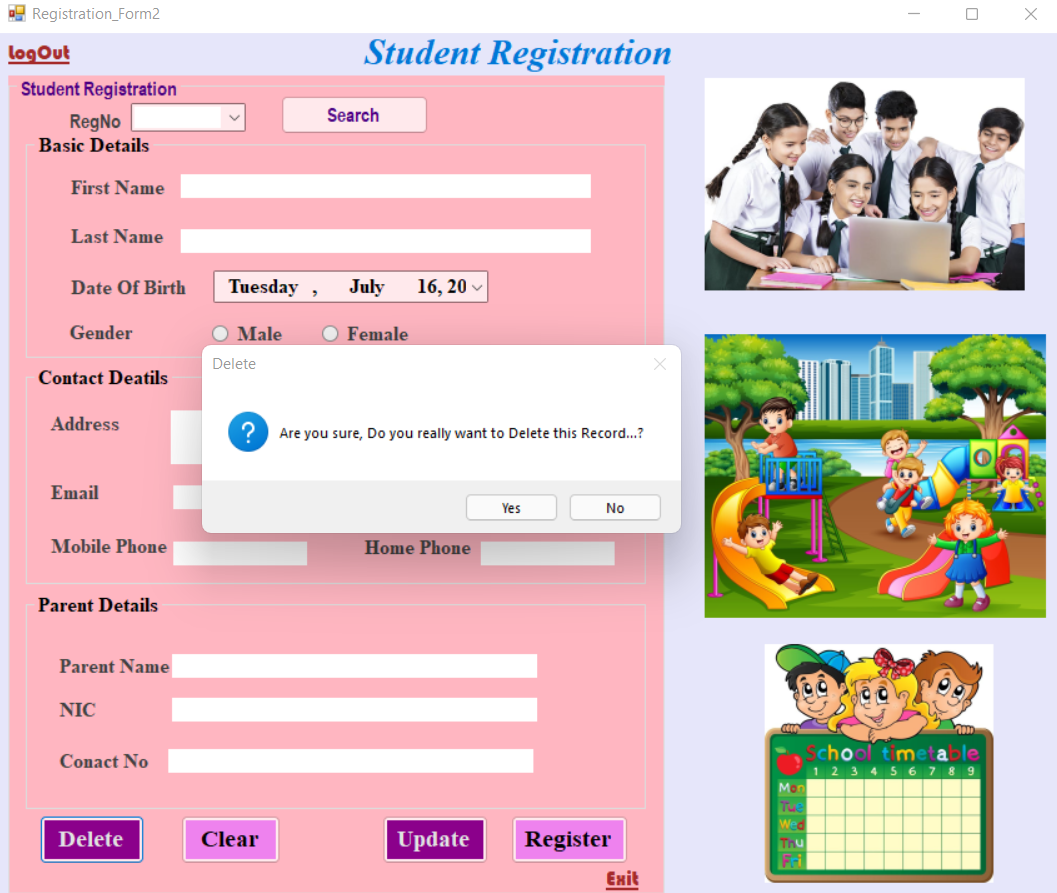 Registration_Form2
LogOut
Student Registration
Student Registration
RegNo
Search
Basic Details
First Name
Last Name
Date Of Birth
Tuesday , July 16, 20
Gender
Male
Female
Delete
?
Are you sure, Do you really want to Delete this Record...?
Yes
No
Contact Deatils
Address
Email
Mobile Phone
Home Phone
Parent Details
Parent Name
NIC
Conact No
Delete
Clear
Update
Register
Exit
School timetable
1 2 3 4 5 6 7 8 9
Mon
Tue
Wed
Thu
Fri